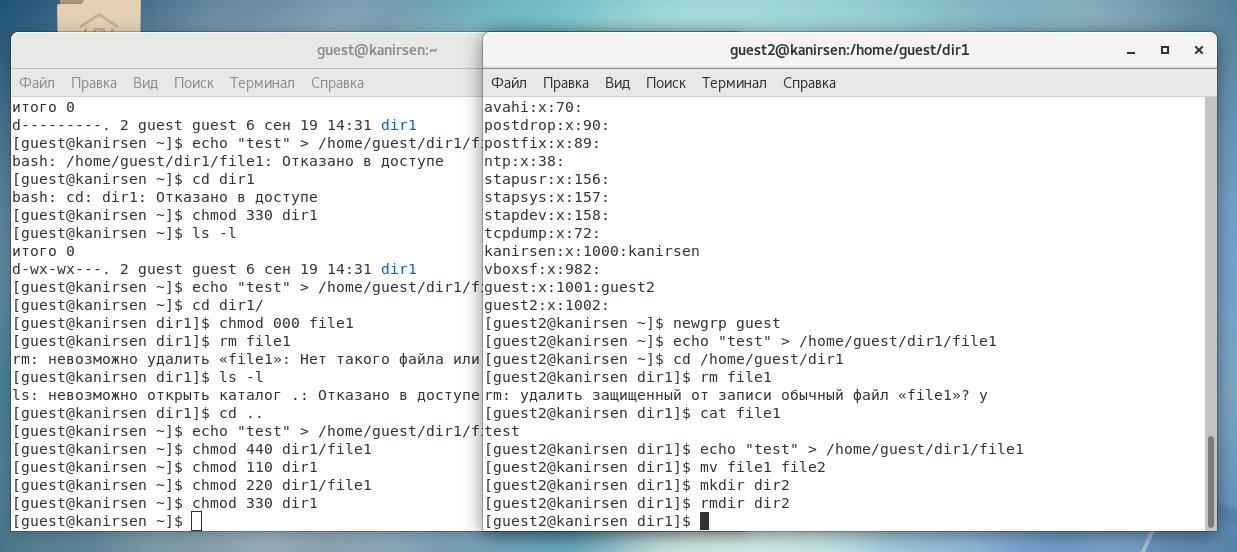 guest@kanirsen:~
Файл Правка Вид Поиск Терминал Справка
итого 0
d---------. 2 guest guest 6 сен 19 14:31 dir1
[guest@kanirsen ~]$ echo "test" > /home/guest/dir1/fi
bash: /home/guest/dir1/file1: Отказано в доступе
[guest@kanirsen ~]$ cd dir1
bash: cd: dir1: Отказано в доступе
[guest@kanirsen ~]$ chmod 330 dir1
[guest@kanirsen ~]$ ls -l
итого 0
d-wx-wx---. 2 guest guest 6 сен 19 14:31 dir1
[guest@kanirsen ~]$ echo "test" > /home/guest/dir1/fi
[guest@kanirsen ~]$ cd dir1/
[guest@kanirsen dir1]$ chmod 000 file1
[guest@kanirsen dir1]$ rm file1
rm: невозможно удалить «file1»: Нет такого файла или
[guest@kanirsen dir1]$ ls -l
ls: невозможно открыть каталог .: Отказано в доступе
[guest@kanirsen dir1]$ cd ..
[guest@kanirsen ~]$ echo "test" > /home/guest/dir1/fi
[guest@kanirsen ~]$ chmod 440 dir1/file1
[guest@kanirsen ~]$ chmod 110 dir1
[guest@kanirsen ~]$ chmod 220 dir1/file1
[guest@kanirsen ~]$ chmod 330 dir1
[guest@kanirsen ~]$
guest2@kanirsen:/home/guest/dir1
Файл Правка Вид Поиск Терминал Справка
avahi:x:70:
postdrop:x:90:
postfix:x:89:
ntp:x:38:
stapusr:x:156:
stapsys:x:157:
stapdev:x:158:
tcpdump:x:72:
kanirsen:x:1000:kanirsen
vboxsf:x:982:
guest:x:1001:guest2
guest2:x:1002:
[guest2@kanirsen ~]$ newgrp guest
[guest2@kanirsen ~]$ echo "test" > /home/guest/dir1/file1
[guest2@kanirsen ~]$ cd /home/guest/dir1
[guest2@kanirsen dir1]$ rm file1
rm: удалить защищенный от записи обычный файл «file1»? y
[guest2@kanirsen dir1]$ cat file1
test
[guest2@kanirsen dir1]$ echo "test" > /home/guest/dir1/file1
[guest2@kanirsen dir1]$ mv file1 file2
[guest2@kanirsen dir1]$ mkdir dir2
[guest2@kanirsen dir1]$ rmdir dir2
[guest2@kanirsen dir1]$